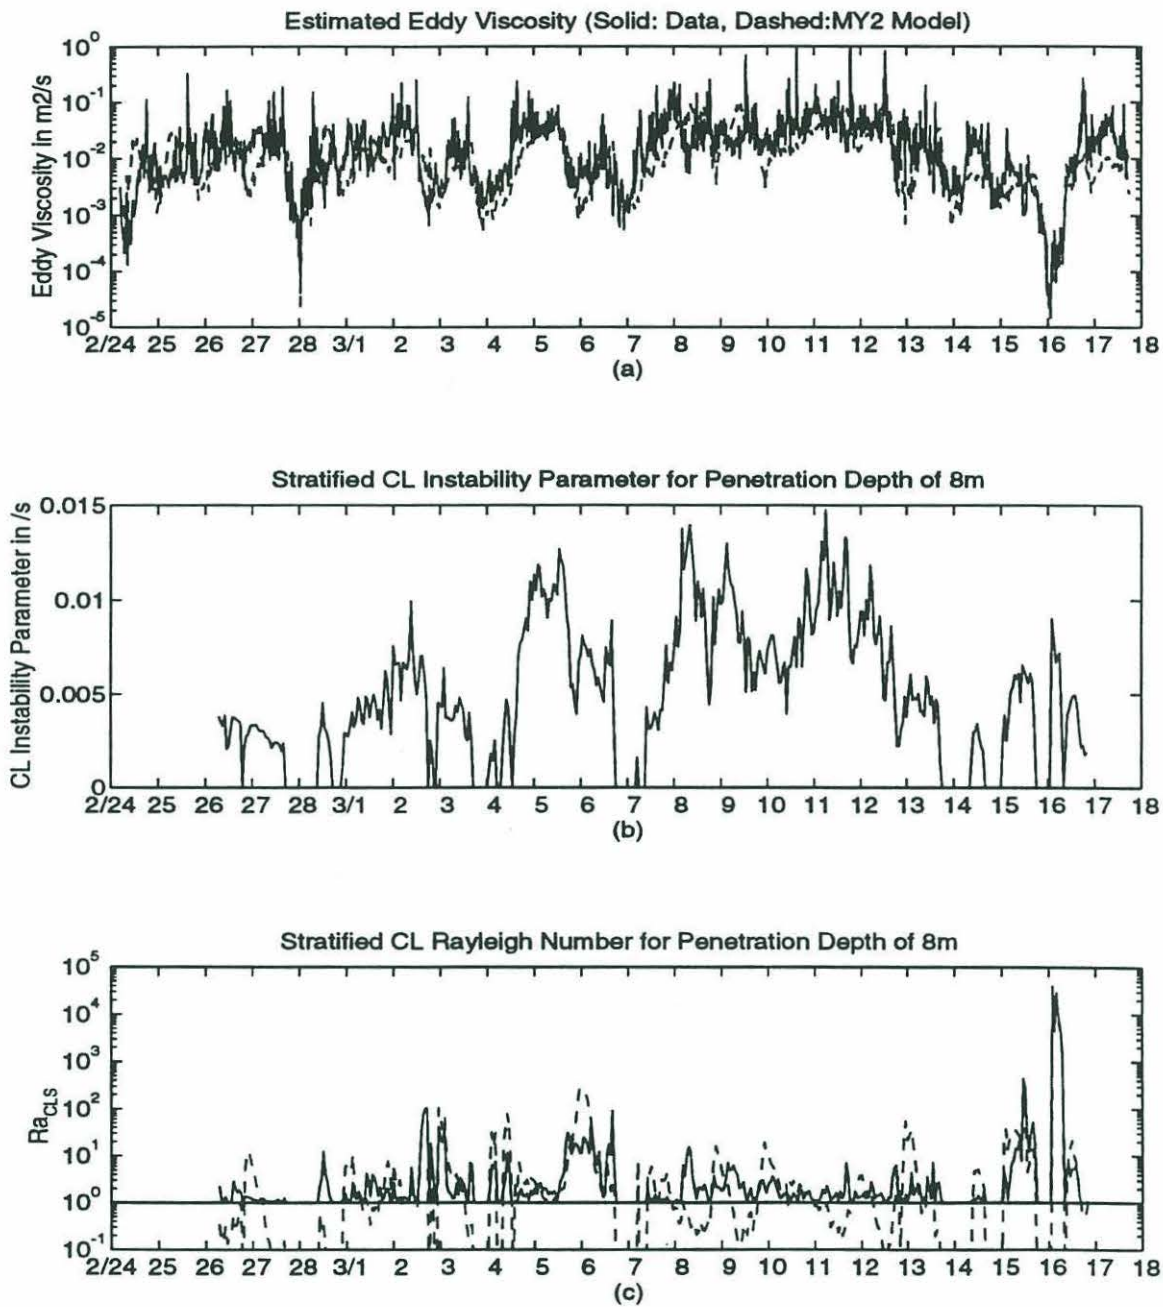 Estimated Eddy Viscosity (Solid: Data, Dashed:MY2 Model)
Eddy Viscosity in m2/s
10^0
10^-1
10^-2
10^-3
10^-4
10^-5
2/24 25 26 27 28 3/1 2 3 4 5 6 7 8 9 10 11 12 13 14 15 16 17 18
(a)
Stratified CL Instability Parameter for Penetration Depth of 8m
CL Instability Parameter in /s
0.015
0.01
0.005
0
2/24 25 26 27 28 3/1 2 3 4 5 6 7 8 9 10 11 12 13 14 15 16 17 18
(b)
Stratified CL Rayleigh Number for Penetration Depth of 8m
Ra_CLS
10^5
10^4
10^3
10^2
10^1
10^0
10^-1
2/24 25 26 27 28 3/1 2 3 4 5 6 7 8 9 10 11 12 13 14 15 16 17 18
(c)